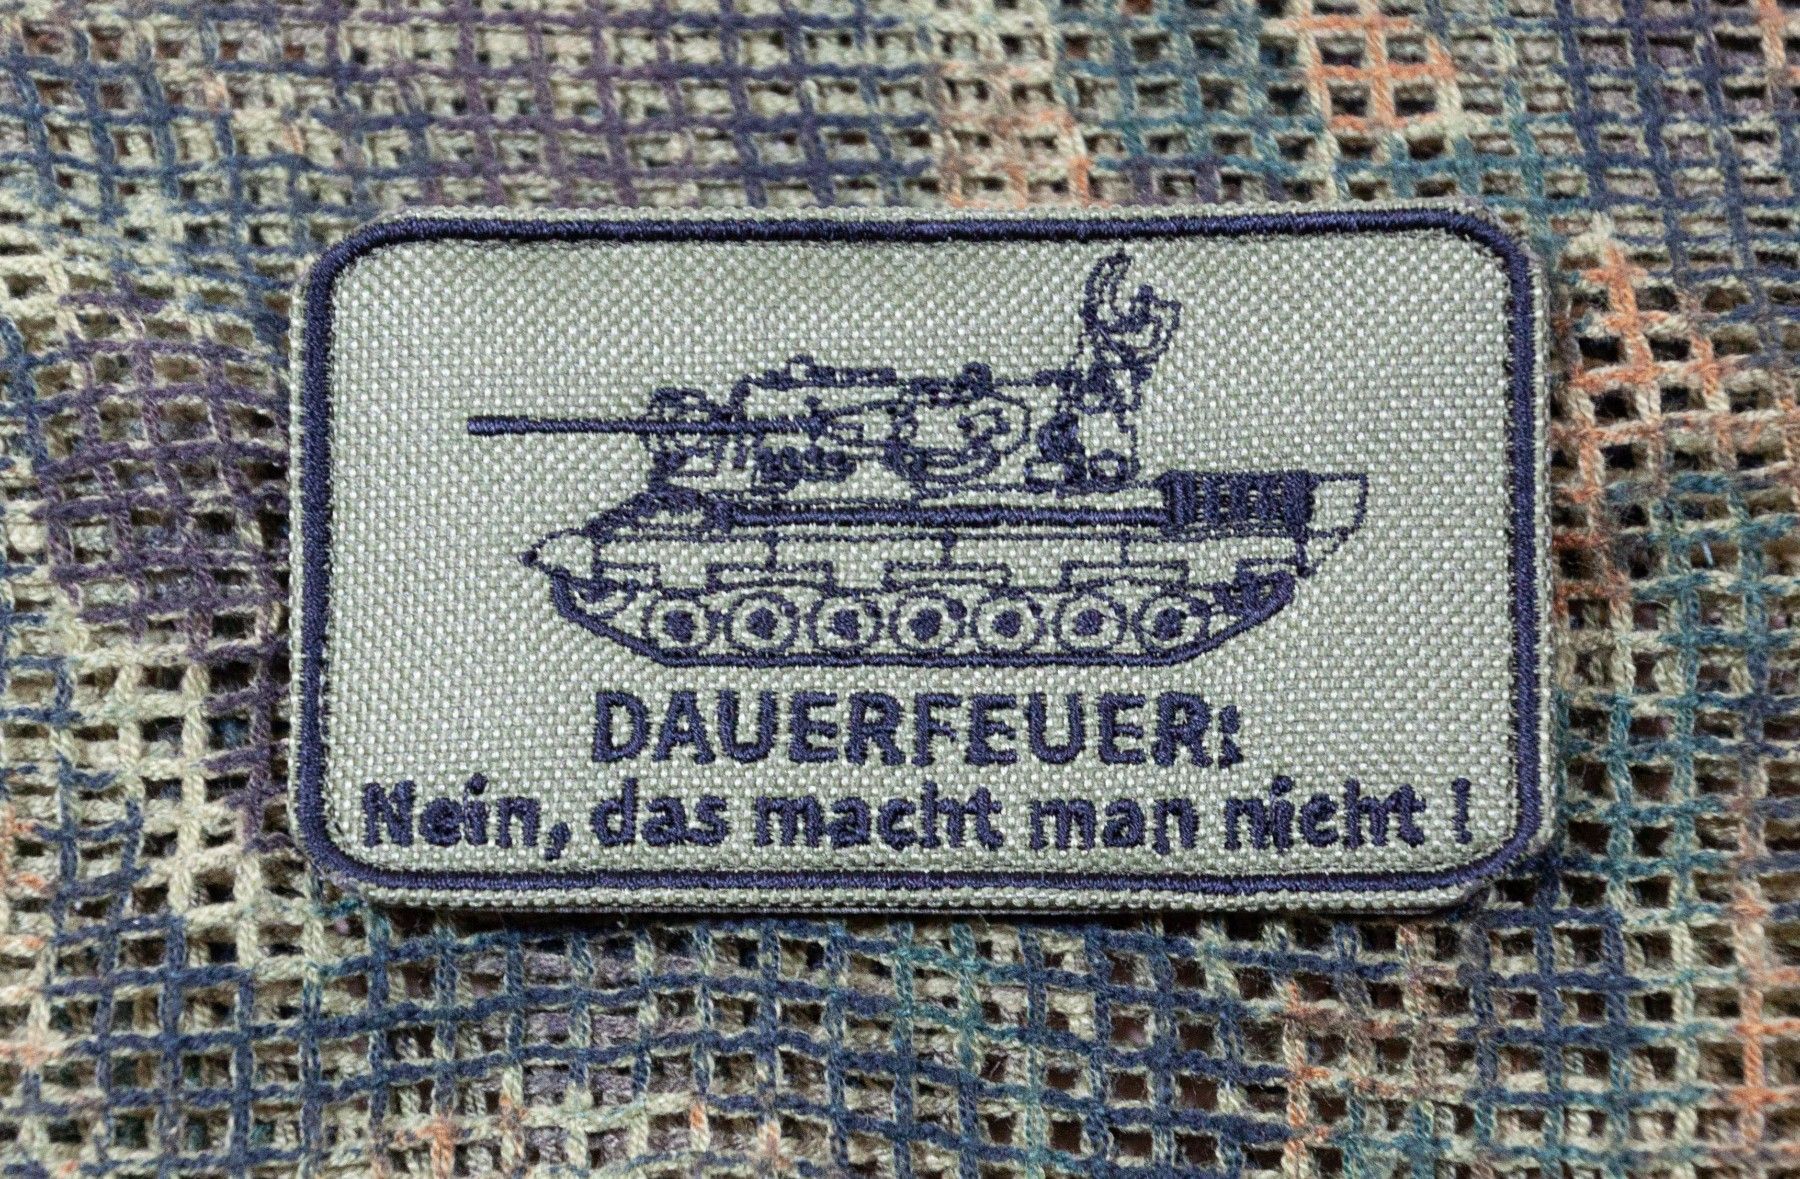 DAUERFEUER:
Nein, das macht man nicht !